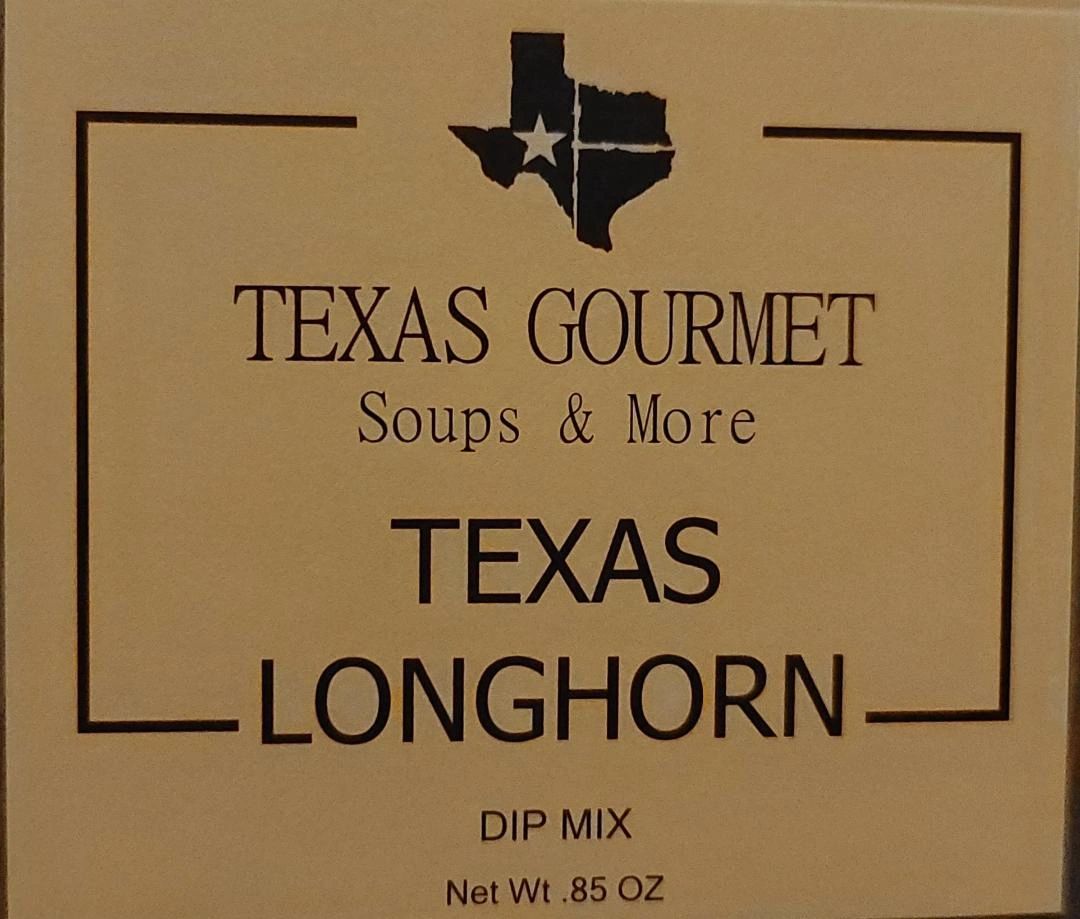 TEXAS GOURMET
Soups & More
TEXAS
LONGHORN
DIP MIX
Net Wt .85 OZ